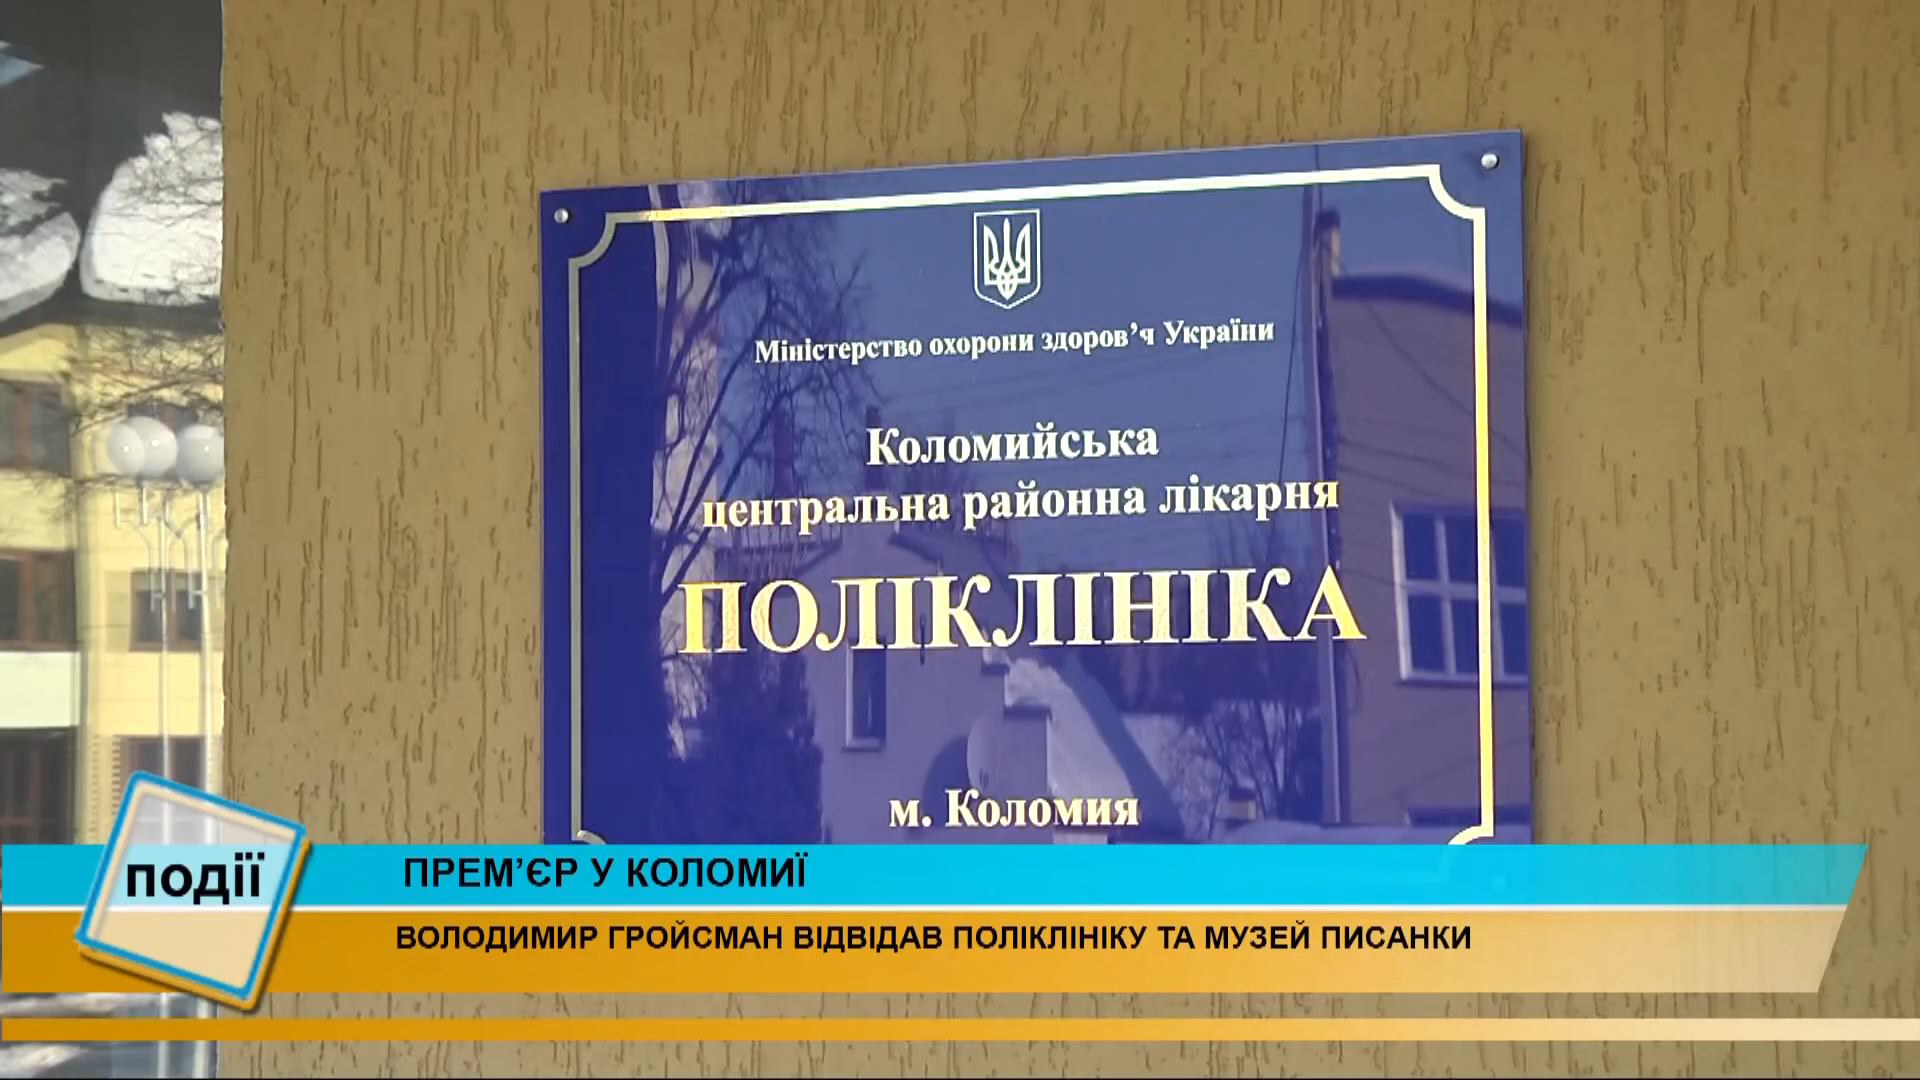 Міністерство охорони здоров’я України
Коломийська
центральна районна лікарня
ПОЛІКЛІНІКА
м. Коломия
події
ПРЕМ’ЄР У КОЛОМИЇ
ВОЛОДИМИР ГРОЙСМАН ВІДВІДАВ ПОЛІКЛІНІКУ ТА МУЗЕЙ ПИСАНКИ